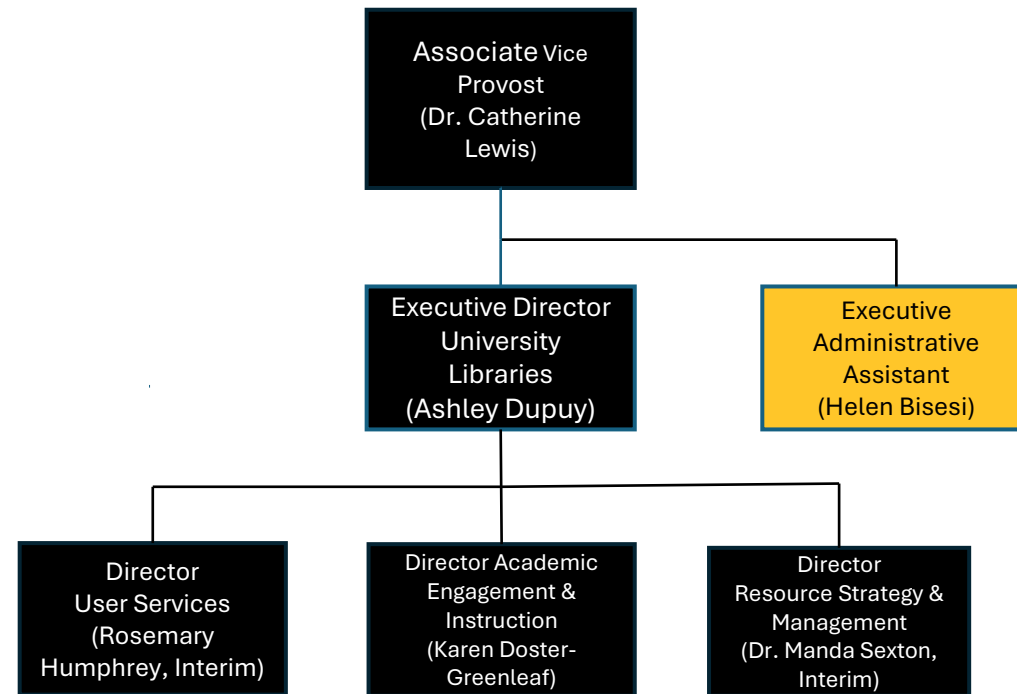 Associate Vice
Provost
(Dr. Catherine
Lewis)
Executive Director
University
Libraries
(Ashley Dupuy)
Executive
Administrative
Assistant
(Helen Bisesi)
Director
User Services
(Rosemary
Humphrey, Interim)
Director Academic
Engagement &
Instruction
(Karen Doster-
Greenleaf)
Director
Resource Strategy &
Management
(Dr. Manda Sexton,
Interim)